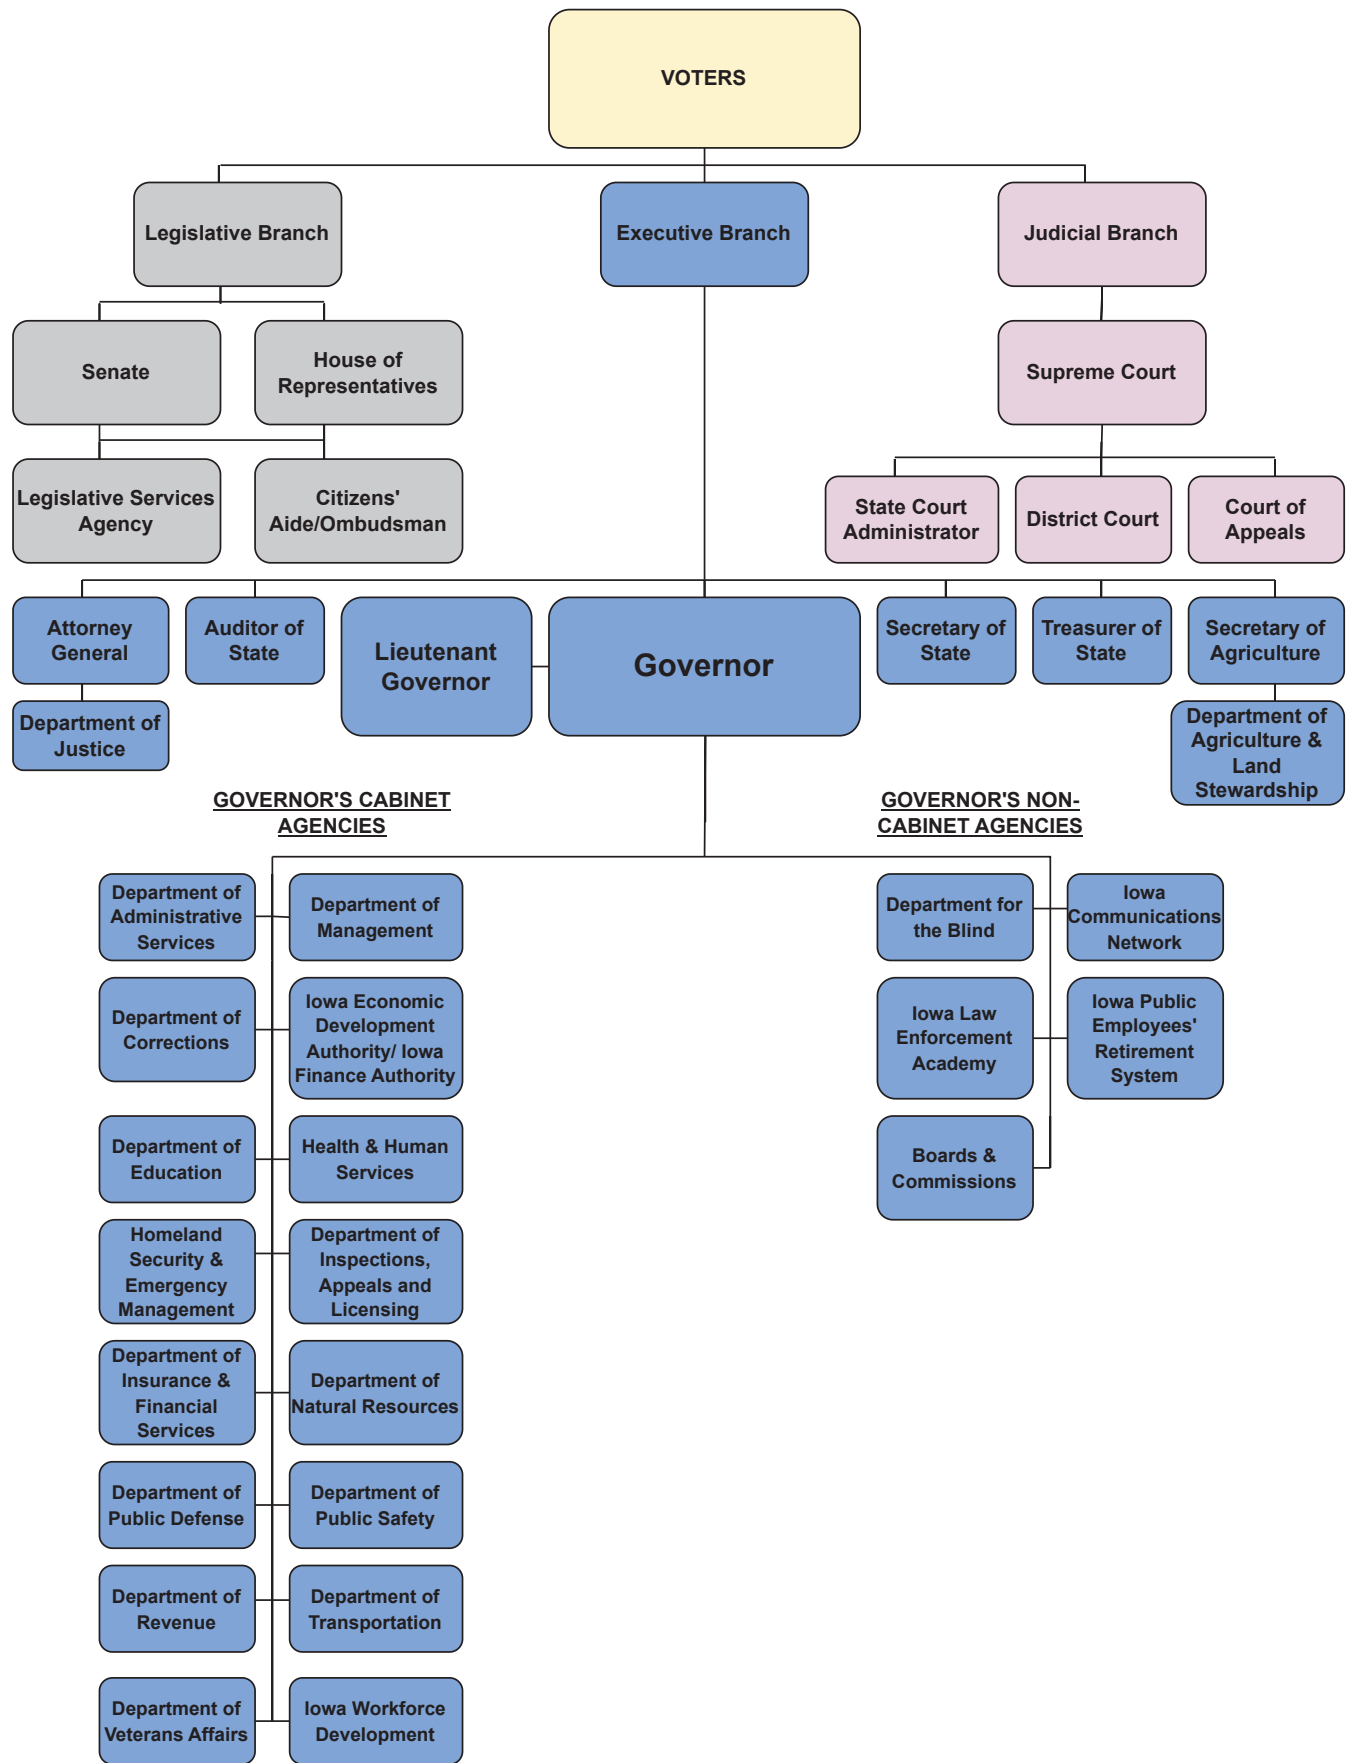 VOTERS
Legislative Branch
Executive Branch
Judicial Branch
Senate
House of
Representatives
Supreme Court
Legislative Services
Agency
Citizens'
Aide/Ombudsman
State Court
Administrator
District Court
Court of
Appeals
Attorney
General
Auditor of
State
Lieutenant
Governor
Governor
Secretary of
State
Treasurer of
State
Secretary of
Agriculture
Department of
Justice
Department of
Agriculture &
Land
Stewardship
GOVERNOR'S CABINET
AGENCIES
GOVERNOR'S NON-
CABINET AGENCIES
Department of
Administrative
Services
Department of
Management
Department for
the Blind
Iowa
Communications
Network
Department of
Corrections
Iowa Economic
Development
Authority/ Iowa
Finance Authority
Iowa Law
Enforcement
Academy
Iowa Public
Employees'
Retirement
System
Department of
Education
Health & Human
Services
Boards &
Commissions
Homeland
Security &
Emergency
Management
Department of
Inspections,
Appeals and
Licensing
Department of
Insurance &
Financial
Services
Department of
Natural Resources
Department of
Public Defense
Department of
Public Safety
Department of
Revenue
Department of
Transportation
Department of
Veterans Affairs
Iowa Workforce
Development